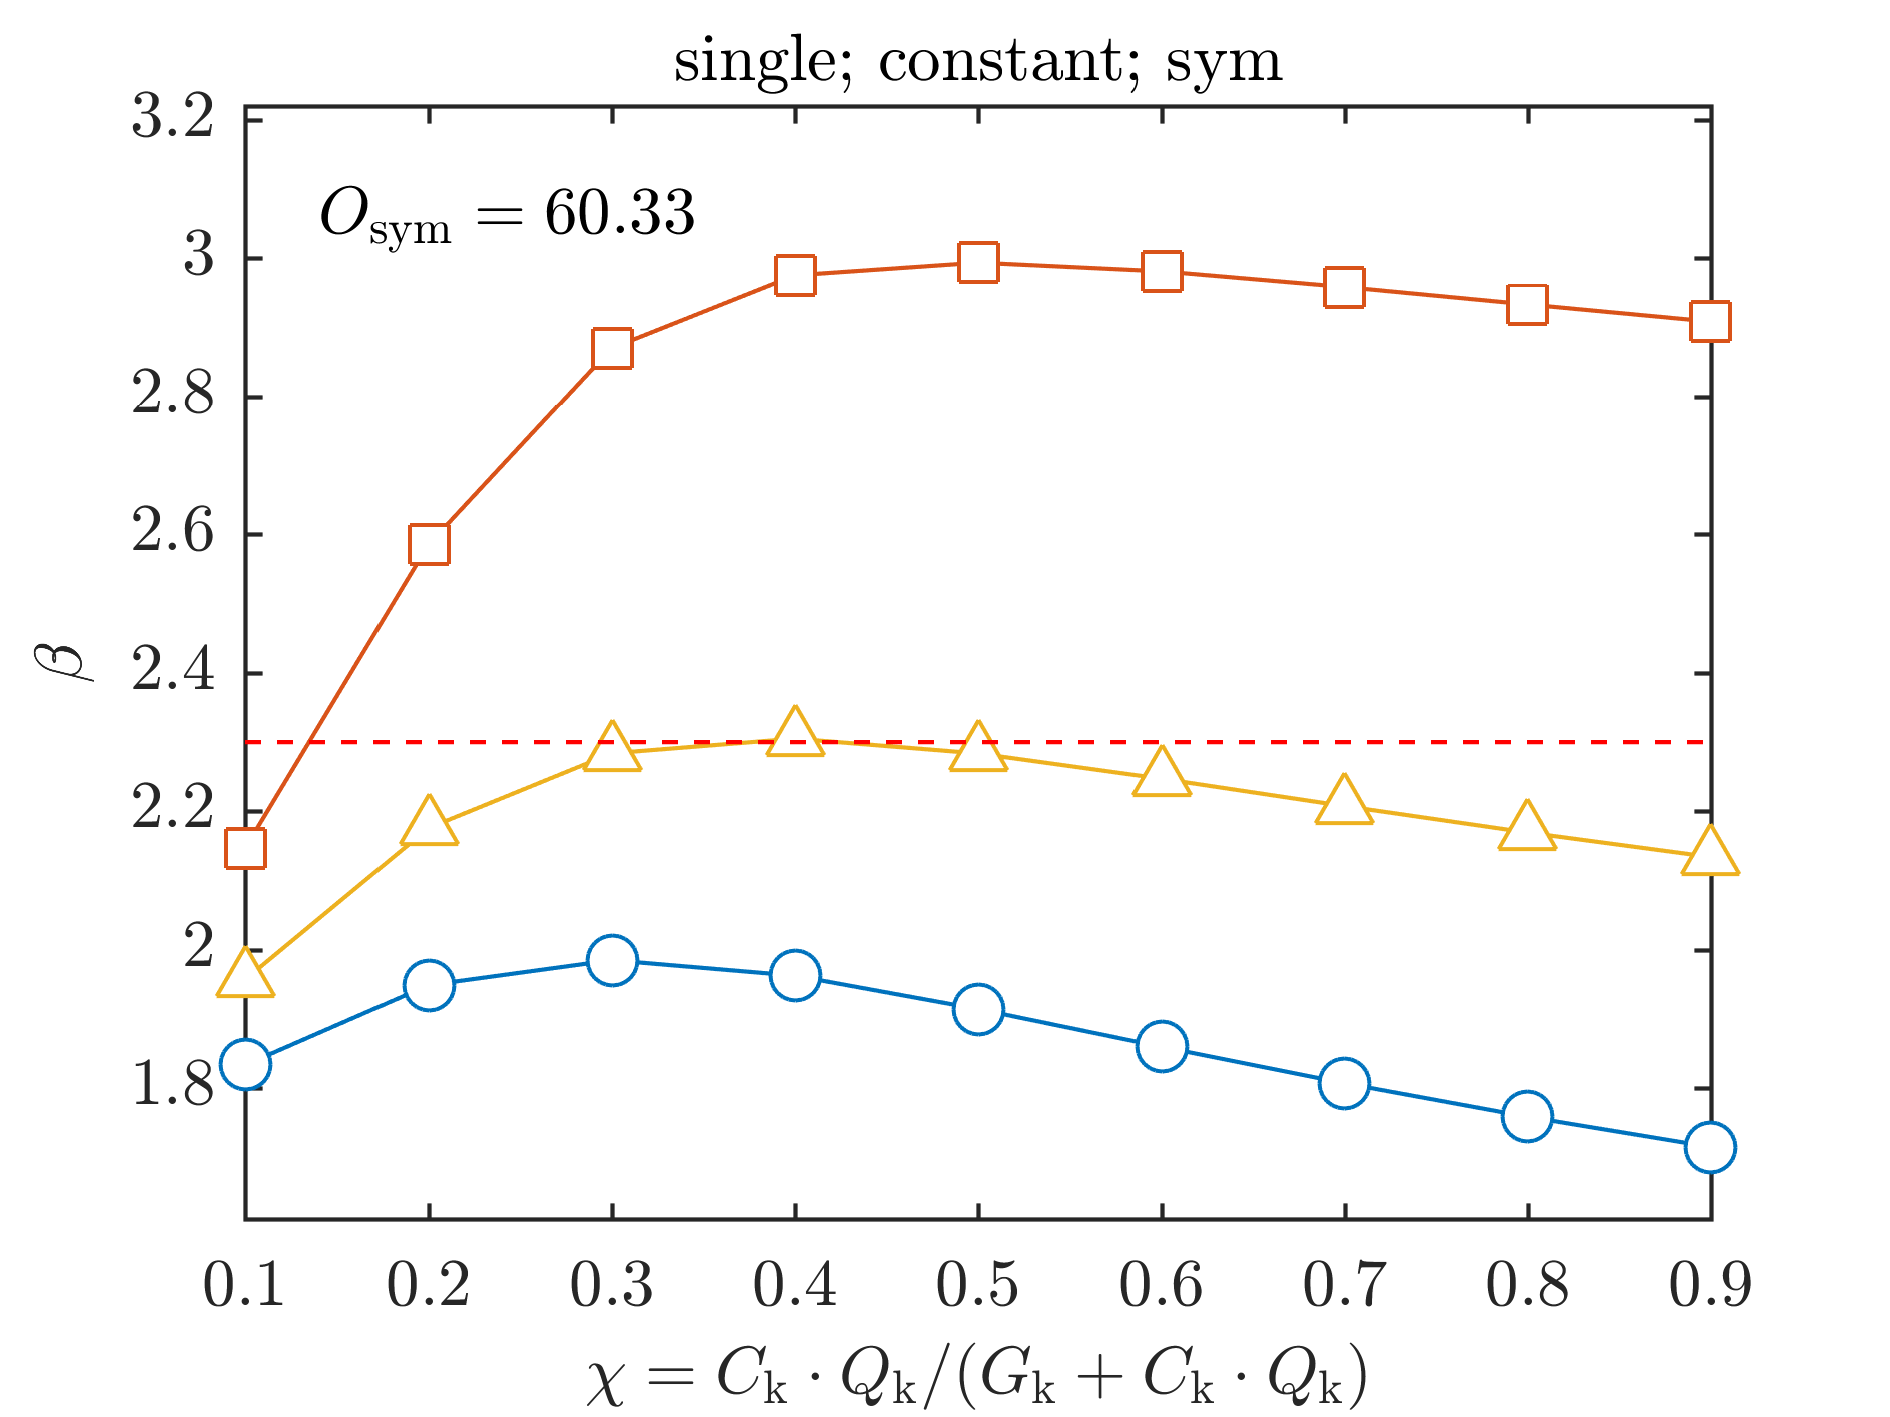 single; constant; sym
3.2
O_sym = 60.33
3
2.8
2.6
2.4
2.2
2
1.8
β
0.1 0.2 0.3 0.4 0.5 0.6 0.7 0.8 0.9
χ = C_k · Q_k/(G_k + C_k · Q_k)